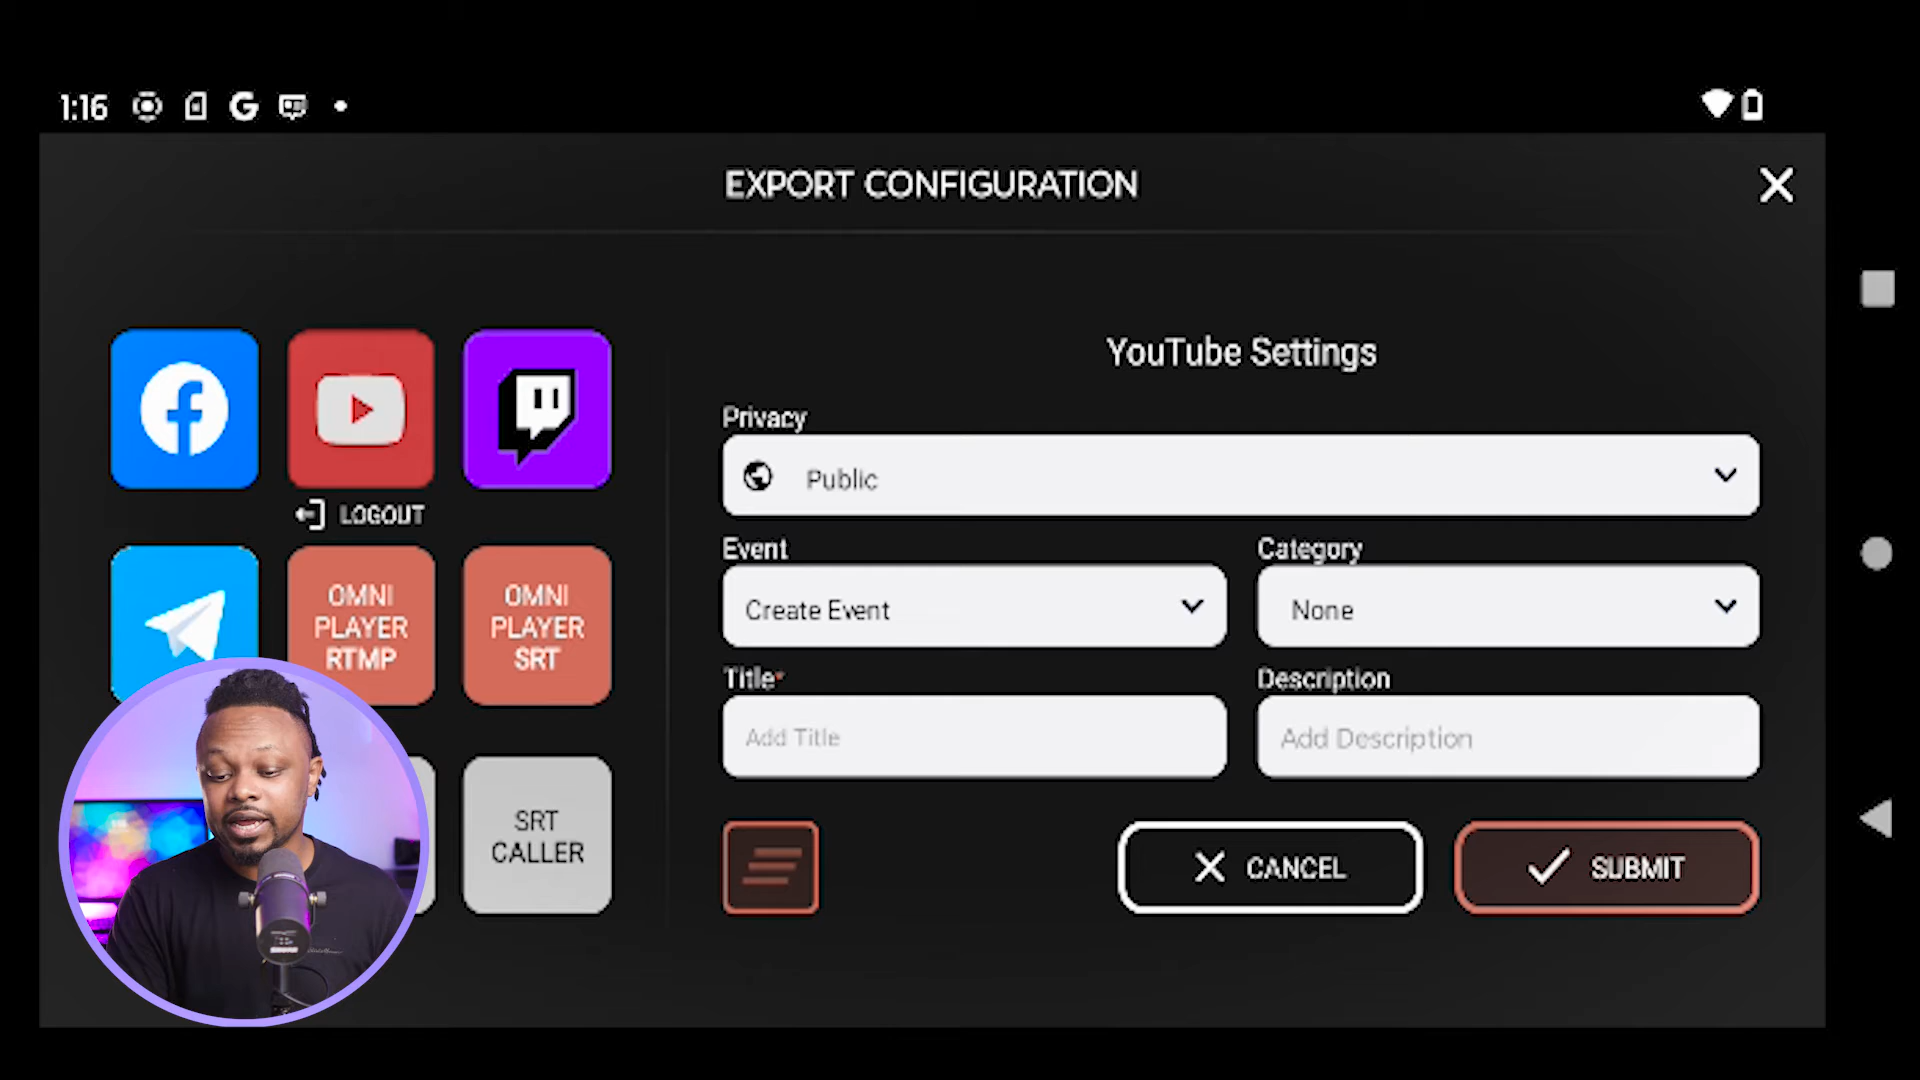 1:16
EXPORT CONFIGURATION
YouTube Settings
Privacy
Public
LOGOUT
Event
Category
Create Event
None
OMNI
PLAYER
RTMP
OMNI
PLAYER
SRT
Title*
Description
Add Title
Add Description
SRT
CALLER
CANCEL
SUBMIT